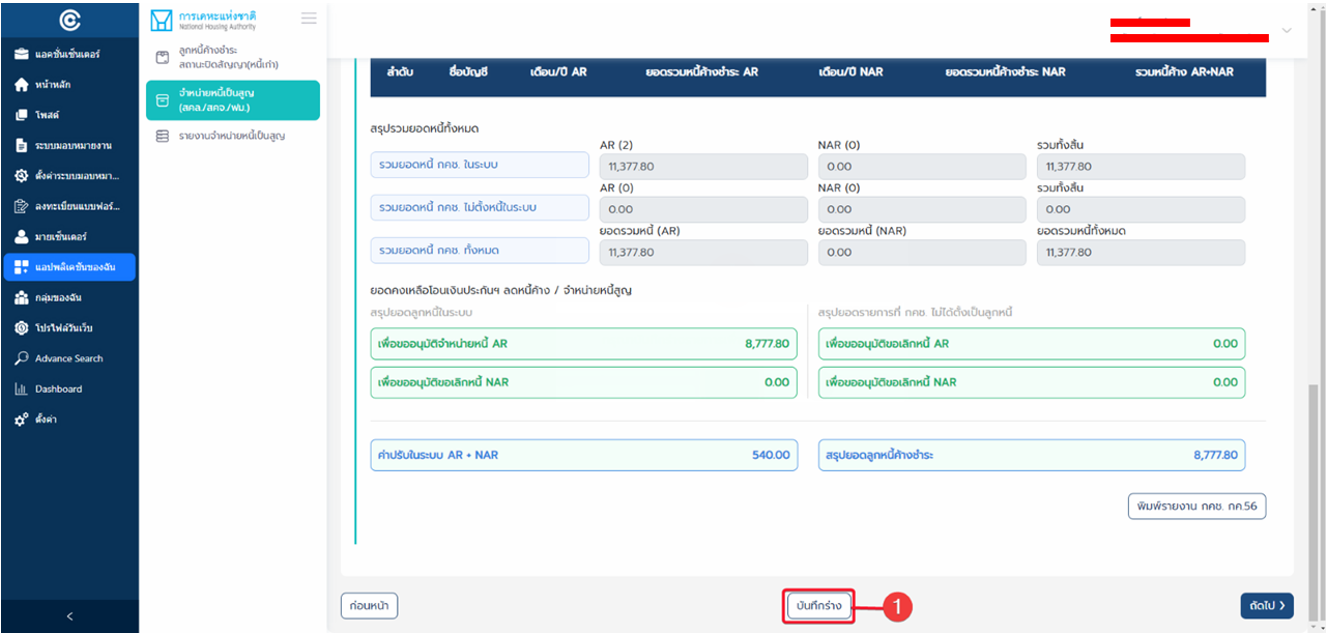 การเคหะแห่งชาติ
National Housing Authority
แอคชั่นเซ็นเตอร์
หน้าหลัก
โพสต์
ระบบมอบหมายงาน
ตั้งค่าระบบมอบหมา...
ลงทะเบียนแบบฟอร์...
มายเซ็นเตอร์
แอปพลิเคชันของฉัน
กลุ่มของฉัน
โปรไฟล์วันเว็บ
Advance Search
Dashboard
ตั้งค่า
ลูกหนี้ค้างชำระ
สถานะปิดสัญญา(หนี้เก่า)
จำหน่ายหนี้เป็นสูญ
(สคล./สคจ./ฟน.)
รายงานจำหน่ายหนี้เป็นสูญ
ลำดับ ชื่อบัญชี เดือน/ปี AR ยอดรวมหนี้ค้างชำระ AR เดือน/ปี NAR ยอดรวมหนี้ค้างชำระ NAR รวมหนี้ค้าง AR+NAR
สรุปรวมยอดหนี้ทั้งหมด
AR (2) NAR (0) รวมทั้งสิ้น
รวมยอดหนี้ กคช. ในระบบ 11,377.80 0.00 11,377.80
AR (0) NAR (0) รวมทั้งสิ้น
รวมยอดหนี้ กคช. ไม่ตั้งหนี้ในระบบ 0.00 0.00 0.00
ยอดรวมหนี้ (AR) ยอดรวมหนี้ (NAR) ยอดรวมหนี้ทั้งหมด
รวมยอดหนี้ กคช. ทั้งหมด 11,377.80 0.00 11,377.80
ยอดคงเหลือโอนเงินประกันฯ ลดหนี้ค้าง / จำหน่ายหนี้สูญ
สรุปยอดลูกหนี้ในระบบ สรุปยอดรายการที่ กคช. ไม่ได้ตั้งเป็นลูกหนี้
เพื่อขออนุมัติจำหน่ายหนี้ AR 8,777.80 เพื่อขออนุมัติขอเลิกหนี้ AR 0.00
เพื่อขออนุมัติขอเลิกหนี้ NAR 0.00 เพื่อขออนุมัติขอเลิกหนี้ NAR 0.00
ค่าปรับในระบบ AR + NAR 540.00 สรุปยอดลูกหนี้ค้างชำระ 8,777.80
พิมพ์รายงาน กคช. กค.56
ก่อนหน้า บันทึกร่าง 1 ถัดไป